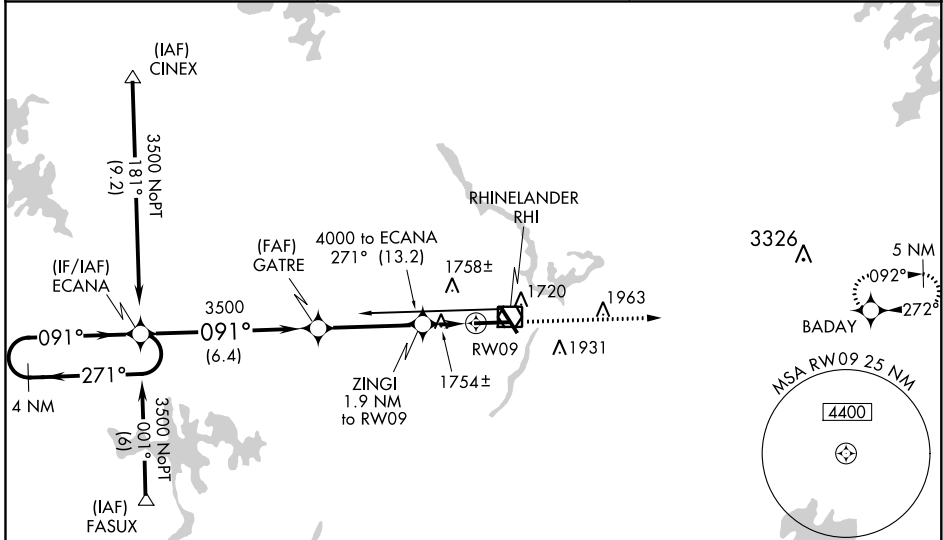 (IAF)
CINEX
3500 NoPT
181°
(9.2)
RHINELANDER
RHI
(FAF)
GATRE
4000 to ECANA
271° (13.2)
1758±
3326
5 NM
092°
272°
BADAY
(IF/IAF)
ECANA
1720
1963
3500
091°
091°
(6.4)
RW09
1931
271°
ZINGI
1.9 NM
to RW09
1754±
4 NM
3500 NoPT
001°
(6)
MSA RW09 25 NM
4400
(IAF)
FASUX